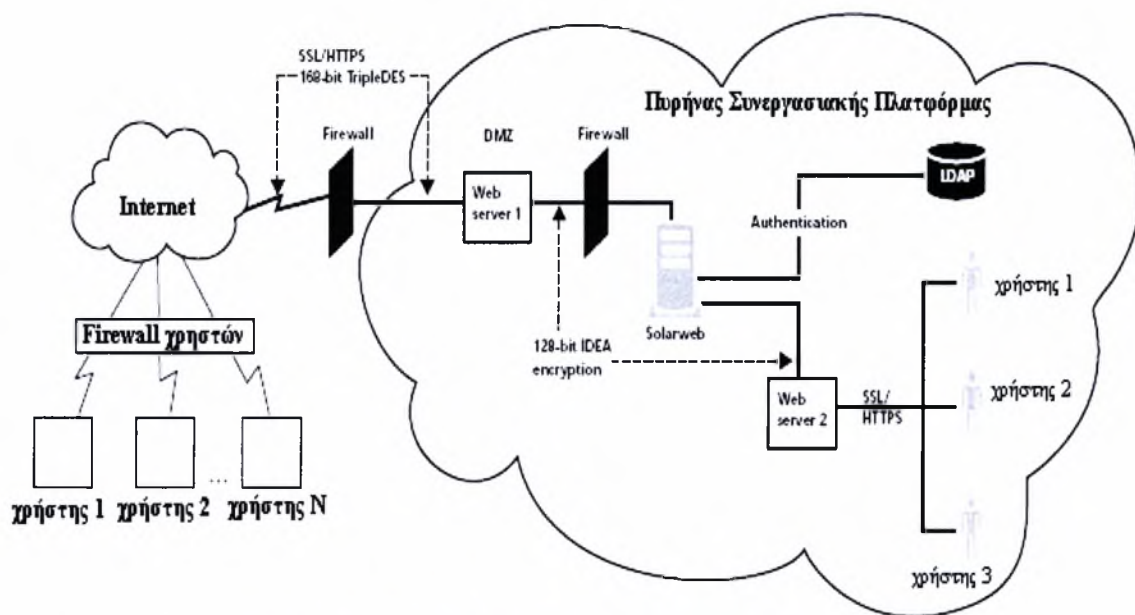 SSL/HTTPS
168-bit TripleDES
Πυρήνας Συνεργασιακής Πλατφόρμας
Firewall
DMZ
Firewall
Internet
Web
server 1
LDAP
Authentication
Solarweb
χρήστης 1
Firewall χρηστών
128-bit IDEA
encryption
Web
server 2
SSL/
HTTPS
χρήστης 2
...
χρήστης 1
χρήστης 2
χρήστης N
χρήστης 3